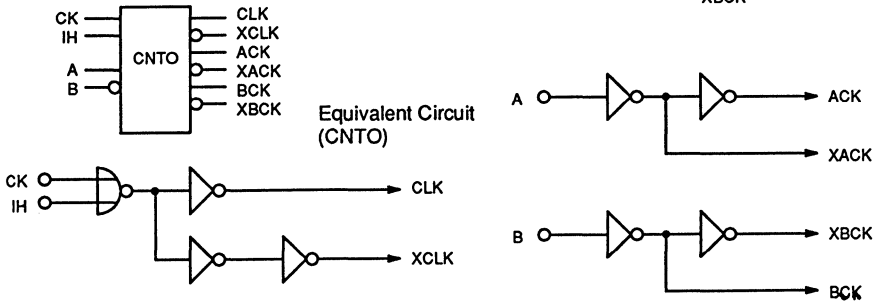 XBCK
CK
IH
A
B
CNTO
CLK
XCLK
ACK
XACK
BCK
XBCK
Equivalent Circuit
(CNTO)
CK
IH
CLK
XCLK
A
ACK
XACK
B
XBCK
BCK